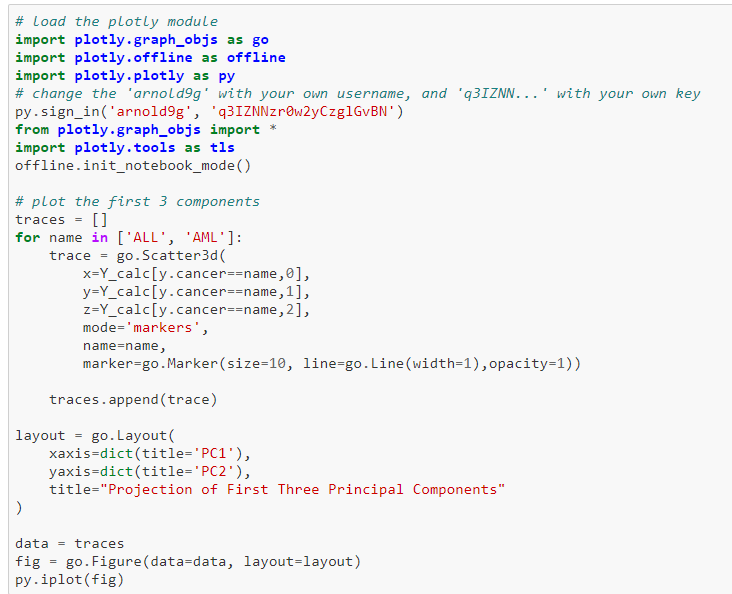 # load the plotly module
import plotly.graph_objs as go
import plotly.offline as offline
import plotly.plotly as py
# change the 'arnold9g' with your own username, and 'q3IZNN...' with your own key
py.sign_in('arnold9g', 'q3IZNNzr0w2yCzglGvBN')
from plotly.graph_objs import *
import plotly.tools as tls
offline.init_notebook_mode()

# plot the first 3 components
traces = []
for name in ['ALL', 'AML']:
    trace = go.Scatter3d(
        x=Y_calc[y.cancer==name,0],
        y=Y_calc[y.cancer==name,1],
        z=Y_calc[y.cancer==name,2],
        mode='markers',
        name=name,
        marker=go.Marker(size=10, line=go.Line(width=1),opacity=1))

    traces.append(trace)

layout = go.Layout(
    xaxis=dict(title='PC1'),
    yaxis=dict(title='PC2'),
    title="Projection of First Three Principal Components"
)

data = traces
fig = go.Figure(data=data, layout=layout)
py.iplot(fig)